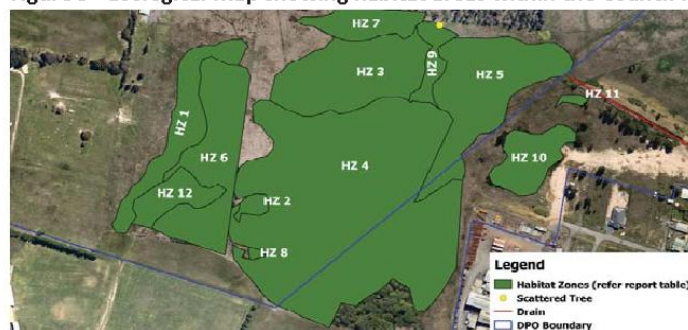 HZ 7
HZ 9
HZ 3
HZ 5
HZ 11
HZ 1
HZ 6
HZ 4
HZ 10
HZ 12
HZ 2
HZ 8
Legend
Habitat Zones (refer report table)
Scattered Tree
Drain
DPO Boundary